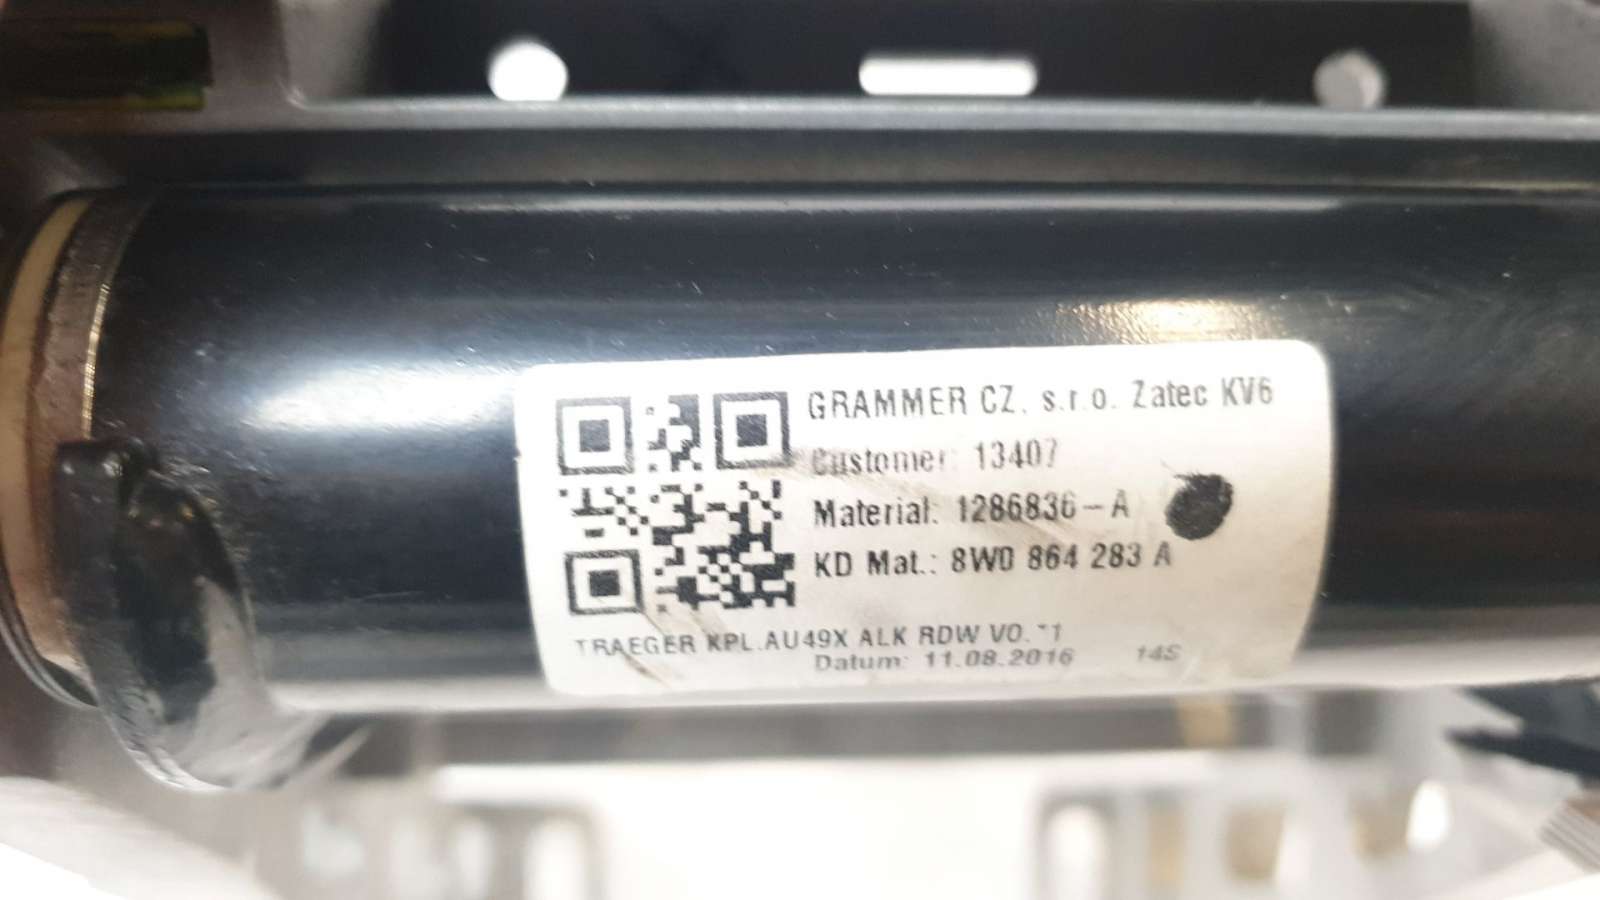 GRAMMER CZ, s.r.o. Zatec KV6
Customer: 13407
Material: 1286836-A
KD Mat.: 8W0 864 283 A
TRAEGER KPL.AU49X ALK RDW
Datum: 11.08.2016 14S